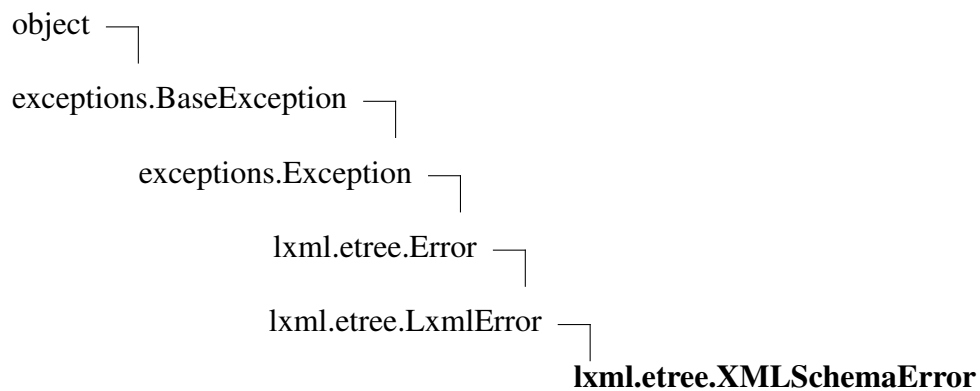 object
exceptions.BaseException
exceptions.Exception
lxml.etree.Error
lxml.etree.LxmlError
lxml.etree.XMLSchemaError